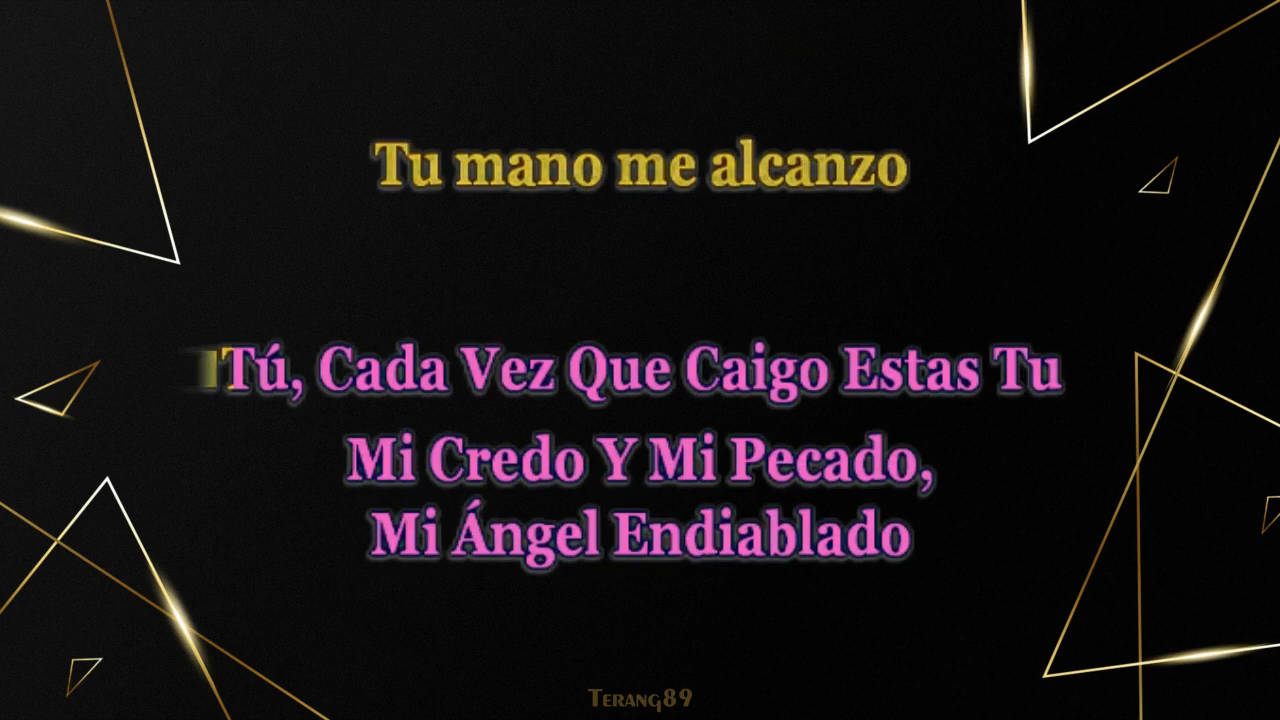 Tu mano me alcanzo
Tú, Cada Vez Que Caigo Estas Tu
Mi Credo Y Mi Pecado,
Mi Ángel Endiablado
Terang89